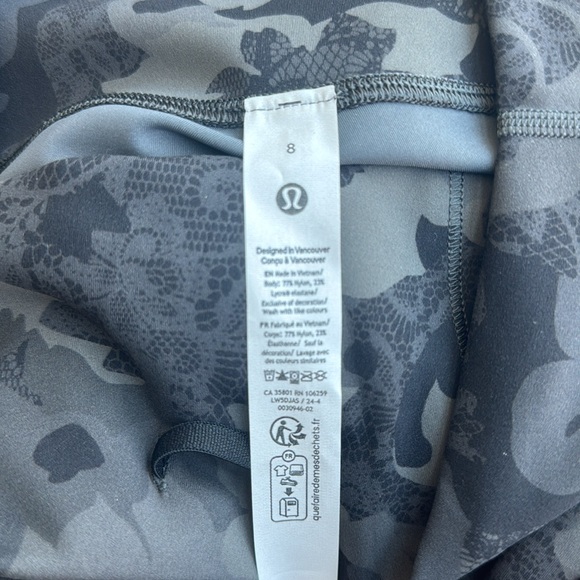 8
Designed in Vancouver
Conçu à Vancouver
EN Made in Vietnam/
Body: 77% Nylon, 23%
Lycra® elastane/
Exclusive of decoration/
Wash with like colours
FR Fabriqué au Vietnam/
Corps: 77% Nylon, 23%
Élasthanne/ Sauf la
décoration/ Lavage avec
des couleurs similaires
CA 35801 RN 106259
LW5DJAS / 24-4
0030946-02
FR
quefairedemesdechets.fr